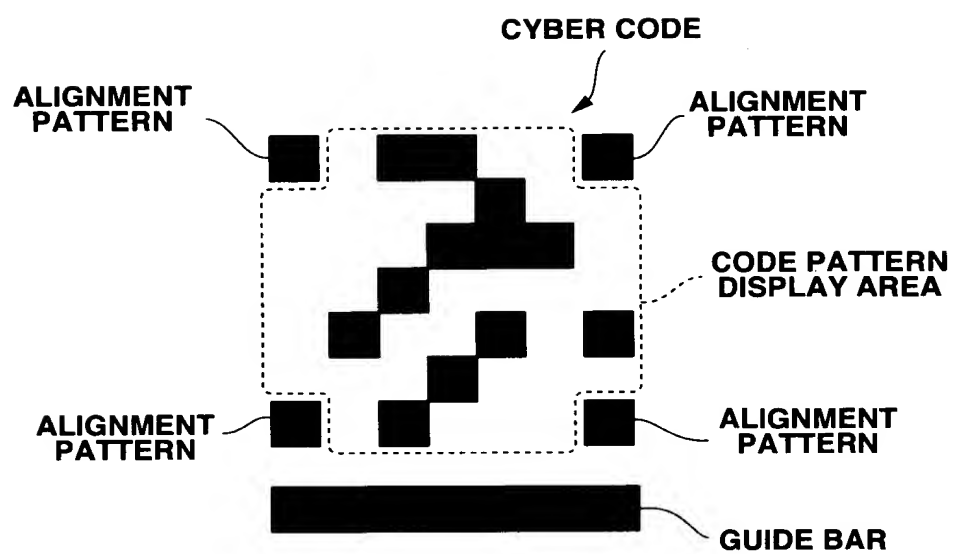 CYBER CODE
ALIGNMENT
PATTERN
ALIGNMENT
PATTERN
CODE PATTERN
DISPLAY AREA
ALIGNMENT
PATTERN
ALIGNMENT
PATTERN
GUIDE BAR